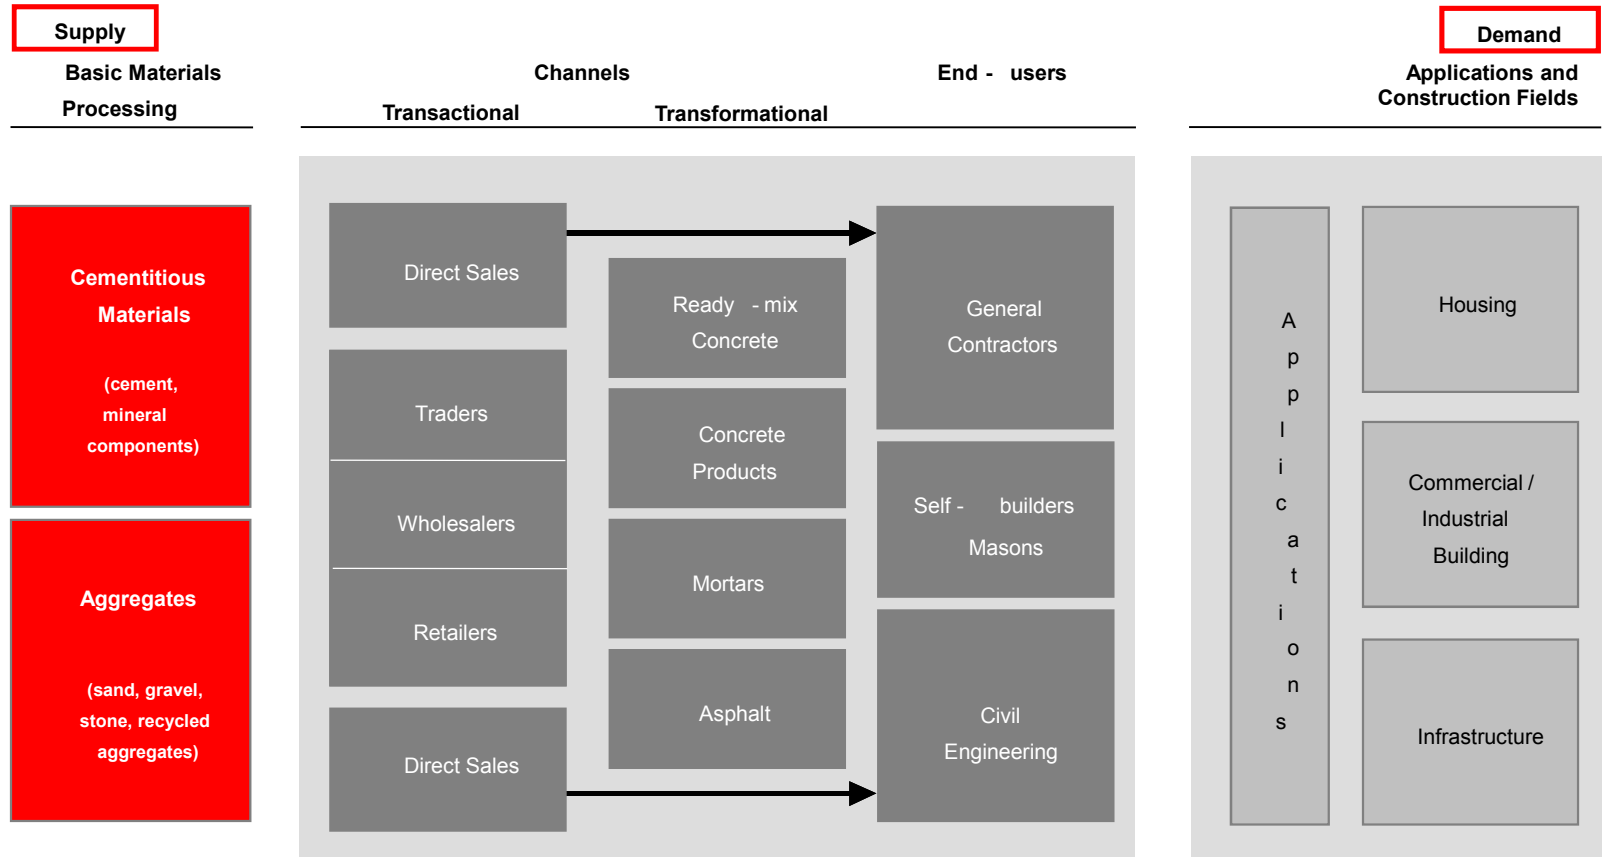 Supply
Demand
Basic Materials
Processing
Channels
Transactional
Transformational
End - users
Applications and
Construction Fields
Cementitious
Materials
(cement,
mineral
components)
Aggregates
(sand, gravel,
stone, recycled
aggregates)
Direct Sales
Traders
Wholesalers
Retailers
Direct Sales
Ready - mix
Concrete
Concrete
Products
Mortars
Asphalt
General
Contractors
Self - builders
Masons
Civil
Engineering
A
p
p
l
i
c
a
t
i
o
n
s
Housing
Commercial /
Industrial
Building
Infrastructure